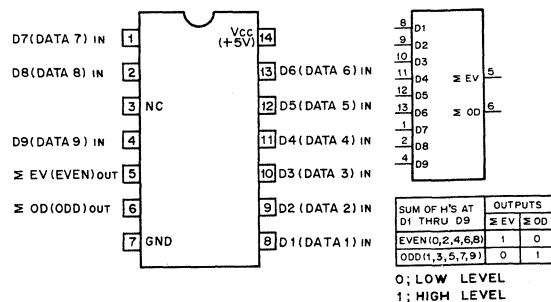 D7(DATA 7) IN 1
D8(DATA 8) IN 2
3 NC
D9(DATA 9) IN 4
Σ EV(EVEN)OUT 5
Σ OD(ODD)OUT 6
7 GND
Vcc 14
(+5V)
13 D6(DATA 6) IN
12 D5(DATA 5) IN
11 D4(DATA 4) IN
10 D3(DATA 3) IN
9 D2(DATA 2) IN
8 D1(DATA1) IN
8 D1
9 D2
10 D3
11 D4 Σ EV 5
12 D5
13 D6 Σ OD 6
1 D7
2 D8
4 D9
SUM OF H'S AT OUTPUTS
D1 THRU D9 Σ EV Σ OD
EVEN(0,2,4,6,8) 1 0
ODD(1,3,5,7,9) 0 1
0; LOW LEVEL
1; HIGH LEVEL